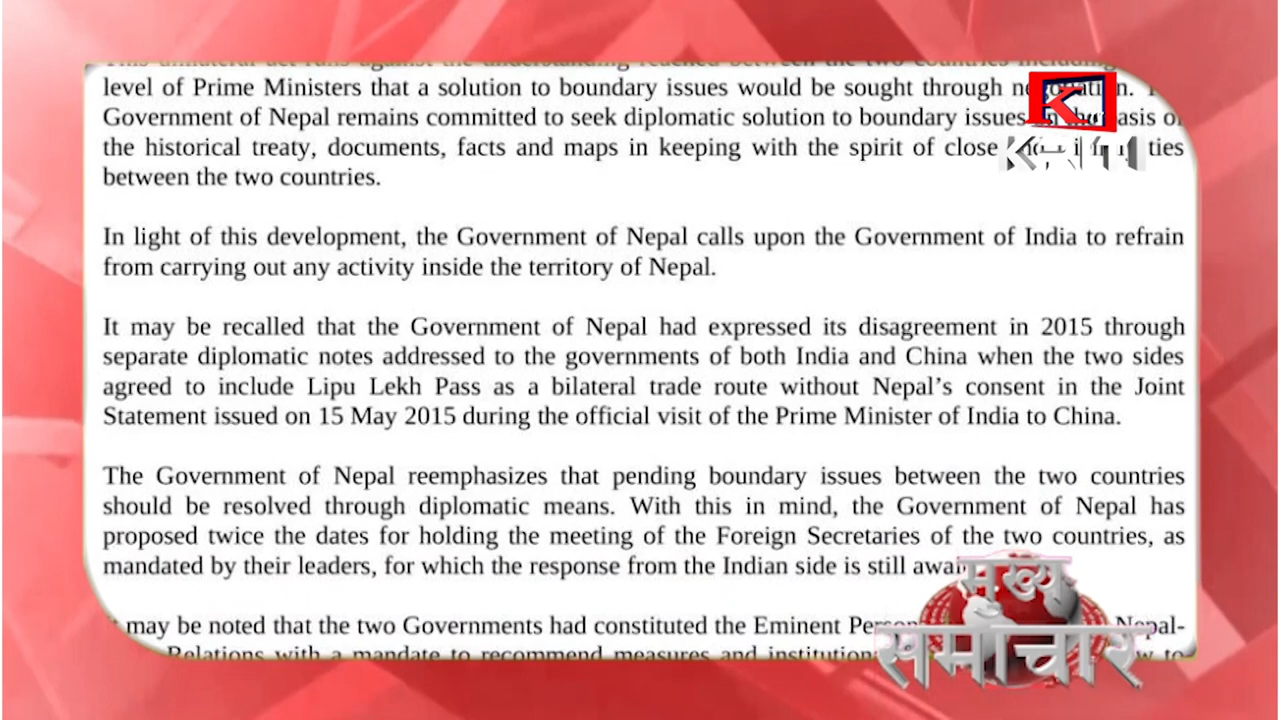 level of Prime Ministers that a solution to boundary issues would be sought through
Government of Nepal remains committed to seek diplomatic solution to boundary issues
the historical treaty, documents, facts and maps in keeping with the spirit of close ties
between the two countries.
In light of this development, the Government of Nepal calls upon the Government of India to refrain
from carrying out any activity inside the territory of Nepal.
It may be recalled that the Government of Nepal had expressed its disagreement in 2015 through
separate diplomatic notes addressed to the governments of both India and China when the two sides
agreed to include Lipu Lekh Pass as a bilateral trade route without Nepal’s consent in the Joint
Statement issued on 15 May 2015 during the official visit of the Prime Minister of India to China.
The Government of Nepal reemphasizes that pending boundary issues between the two countries
should be resolved through diplomatic means. With this in mind, the Government of Nepal has
proposed twice the dates for holding the meeting of the Foreign Secretaries of the two countries, as
mandated by their leaders, for which the response from the Indian side is still
may be noted that the two Governments had constituted the Eminent Nepal-
Relations with a mandate to recommend measures and
मुख्य
समाचार